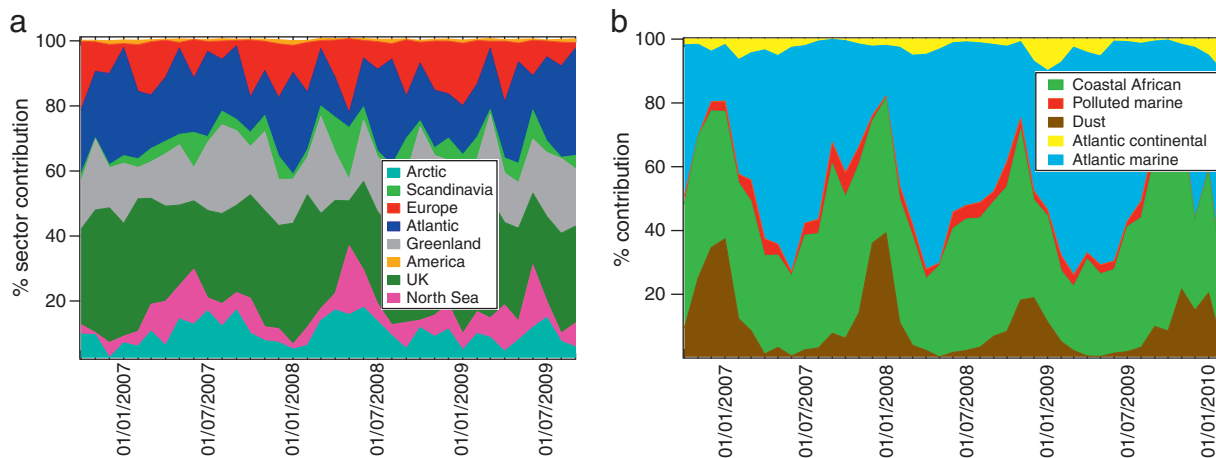 a
% sector contribution
100
80
60
40
20
Arctic
Scandinavia
Europe
Atlantic
Greenland
America
UK
North Sea
01/01/2007
01/07/2007
01/01/2008
01/07/2008
01/01/2009
01/07/2009
b
% contribution
100
80
60
40
20
Coastal African
Polluted marine
Dust
Atlantic continental
Atlantic marine
01/01/2007
01/07/2007
01/01/2008
01/07/2008
01/01/2009
01/07/2009
01/01/2010